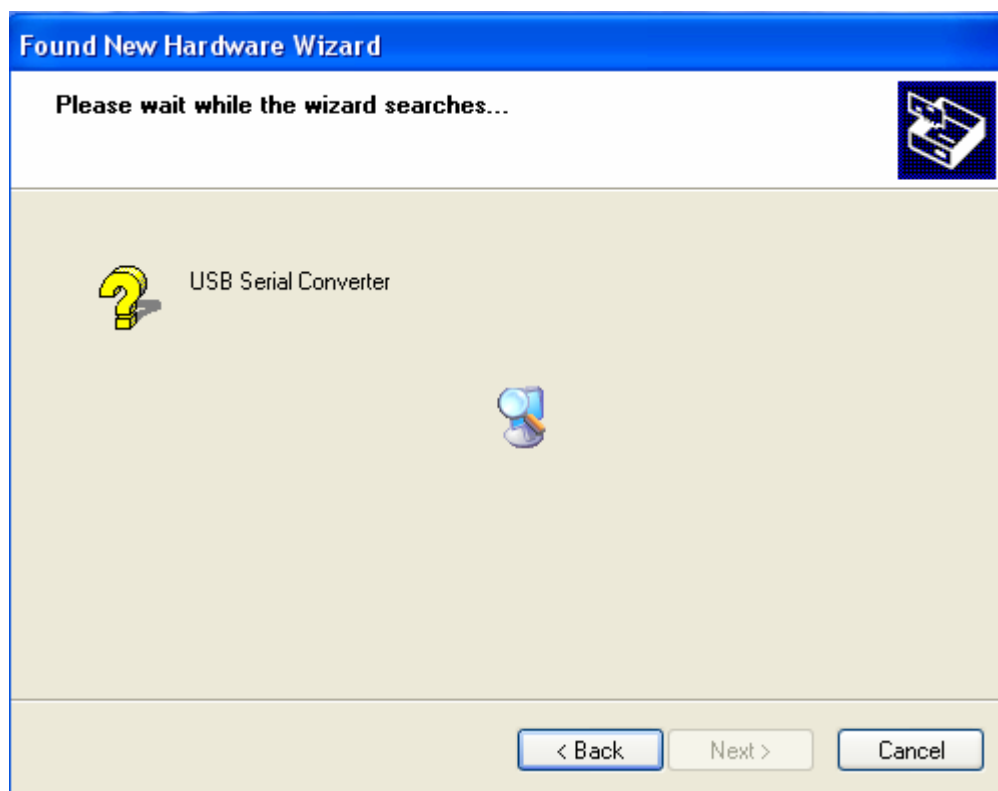 Found New Hardware Wizard
Please wait while the wizard searches...
USB Serial Converter
< Back
Next >
Cancel